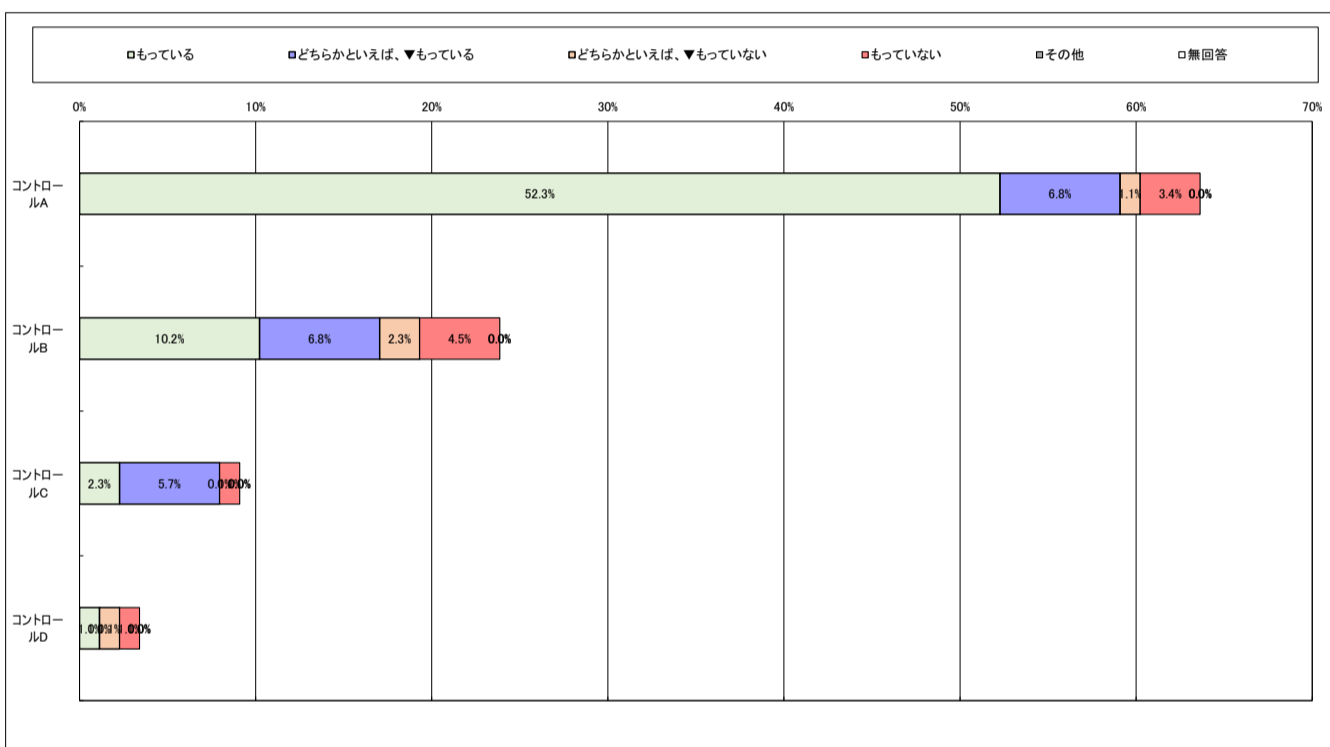 もっている どちらかといえば、▼もっている どちらかといえば、▼もっていない もっていない その他 無回答
0% 10% 20% 30% 40% 50% 60% 70%
コントロー
ルA
52.3% 6.8% 1.1% 3.4% 0.0%
コントロー
ルB
10.2% 6.8% 2.3% 4.5% 0.0%
コントロー
ルC
2.3% 5.7% 0.0%
コントロー
ルD
0.0%